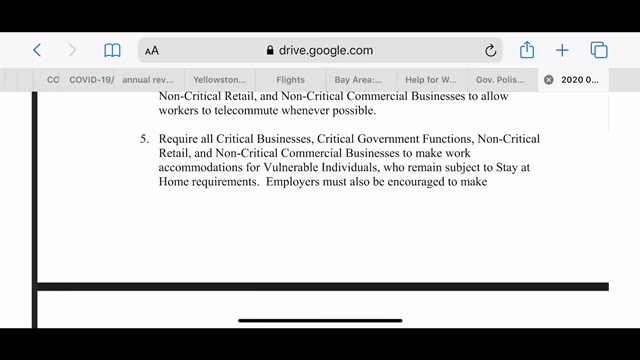 AA
drive.google.com
CC
COVID-19/
annual rev...
Yellowston...
Flights
Bay Area:...
Help for W...
Gov. Polis...
2020 0...
Non-Critical Retail, and Non-Critical Commercial Businesses to allow
workers to telecommute whenever possible.
5. Require all Critical Businesses, Critical Government Functions, Non-Critical
Retail, and Non-Critical Commercial Businesses to make work
accommodations for Vulnerable Individuals, who remain subject to Stay at
Home requirements. Employers must also be encouraged to make